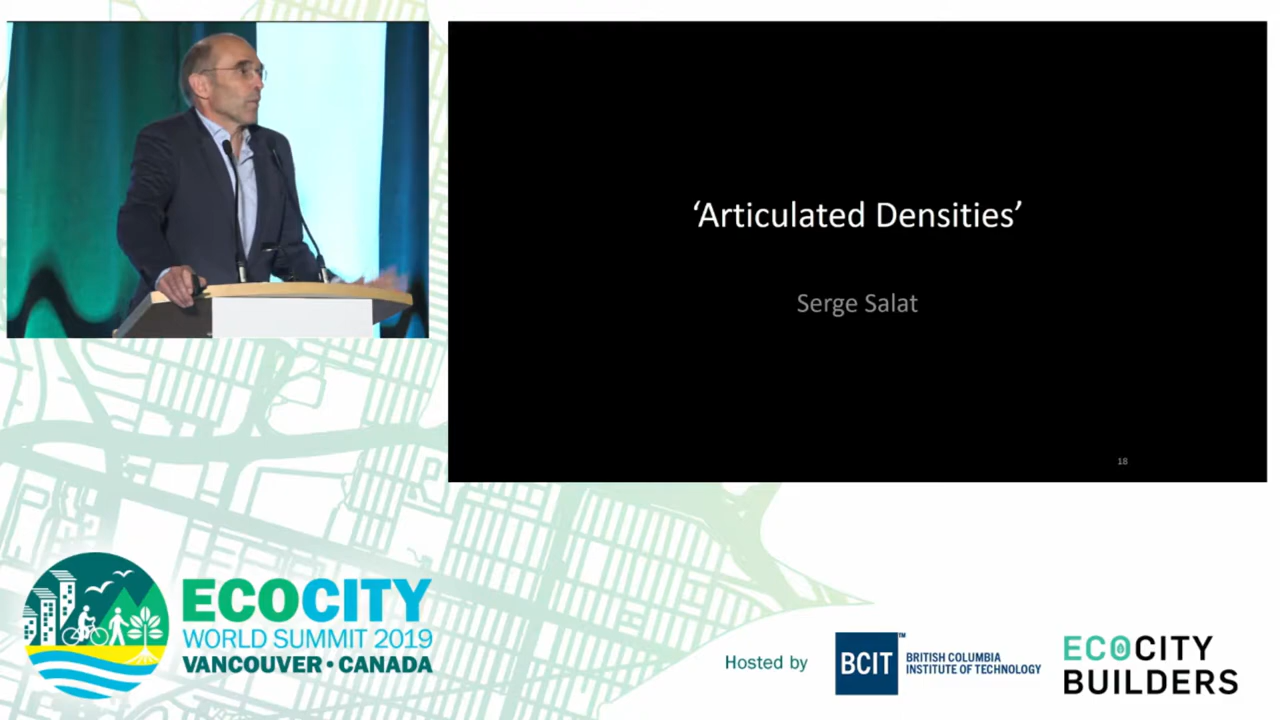 ‘Articulated Densities’
Serge Salat
18
ECOCITY
WORLD SUMMIT 2019
VANCOUVER • CANADA
Hosted by
BCIT™
BRITISH COLUMBIA
INSTITUTE OF TECHNOLOGY
ECOCITY
BUILDERS